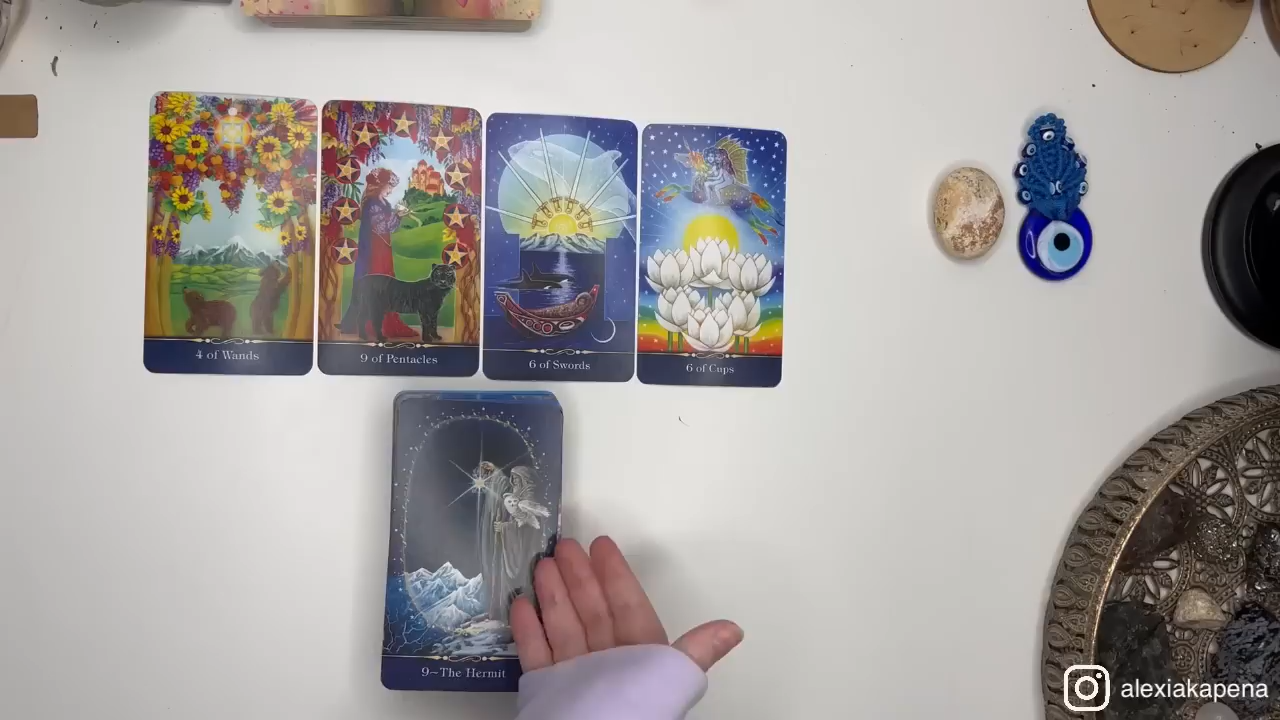 4 of Wands
9 of Pentacles
6 of Swords
6 of Cups
9-The Hermit
alexiakapena